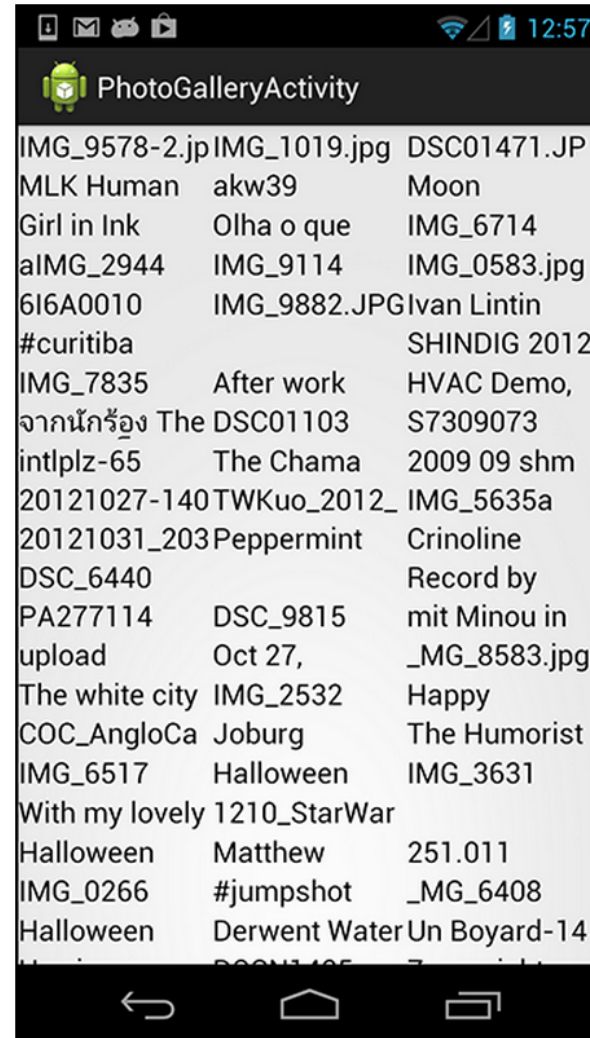 12:57
PhotoGalleryActivity
IMG_9578-2.jp IMG_1019.jpg DSC01471.JP
MLK Human akw39 Moon
Girl in Ink Olha o que IMG_6714
aIMG_2944 IMG_9114 IMG_0583.jpg
6I6A0010 IMG_9882.JPG Ivan Lintin
#curitiba SHINDIG 2012
IMG_7835 After work HVAC Demo,
จากนักร้อง The DSC01103 S7309073
intlplz-65 The Chama 2009 09 shm
20121027-140 TWKuo_2012_ IMG_5635a
20121031_203 Peppermint Crinoline
DSC_6440 Record by
PA277114 DSC_9815 mit Minou in
upload Oct 27, _MG_8583.jpg
The white city IMG_2532 Happy
COC_AngloCa Joburg The Humorist
IMG_6517 Halloween IMG_3631
With my lovely 1210_StarWar
Halloween Matthew 251.011
IMG_0266 #jumpshot _MG_6408
Halloween Derwent Water Un Boyard-14